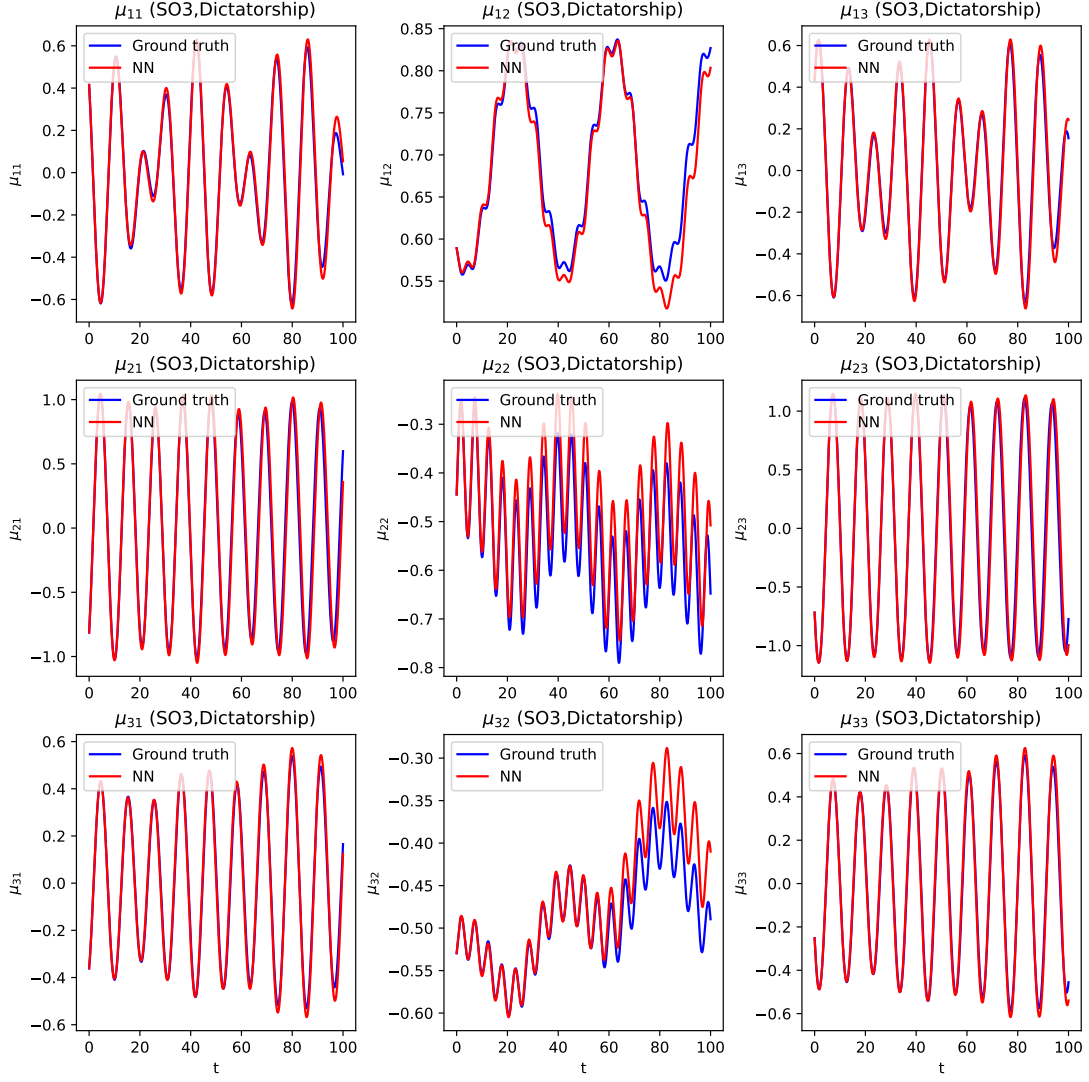 μ11 (SO3,Dictatorship)
μ12 (SO3,Dictatorship)
μ13 (SO3,Dictatorship)
Ground truth
NN
Ground truth
NN
Ground truth
NN
μ11
μ12
μ13
0.6
0.4
0.2
0.0
−0.2
−0.4
−0.6
0.85
0.80
0.75
0.70
0.65
0.60
0.55
0.6
0.4
0.2
0.0
−0.2
−0.4
−0.6
0 20 40 60 80 100
0 20 40 60 80 100
0 20 40 60 80 100
μ21 (SO3,Dictatorship)
μ22 (SO3,Dictatorship)
μ23 (SO3,Dictatorship)
Ground truth
NN
Ground truth
NN
Ground truth
NN
μ21
μ22
μ23
1.0
0.5
0.0
−0.5
−1.0
−0.3
−0.4
−0.5
−0.6
−0.7
−0.8
1.0
0.5
0.0
−0.5
−1.0
0 20 40 60 80 100
0 20 40 60 80 100
0 20 40 60 80 100
μ31 (SO3,Dictatorship)
μ32 (SO3,Dictatorship)
μ33 (SO3,Dictatorship)
Ground truth
NN
Ground truth
NN
Ground truth
NN
μ31
μ32
μ33
0.6
0.4
0.2
0.0
−0.2
−0.4
−0.6
−0.30
−0.35
−0.40
−0.45
−0.50
−0.55
−0.60
0.6
0.4
0.2
0.0
−0.2
−0.4
−0.6
0 20 40 60 80 100
0 20 40 60 80 100
0 20 40 60 80 100
t
t
t